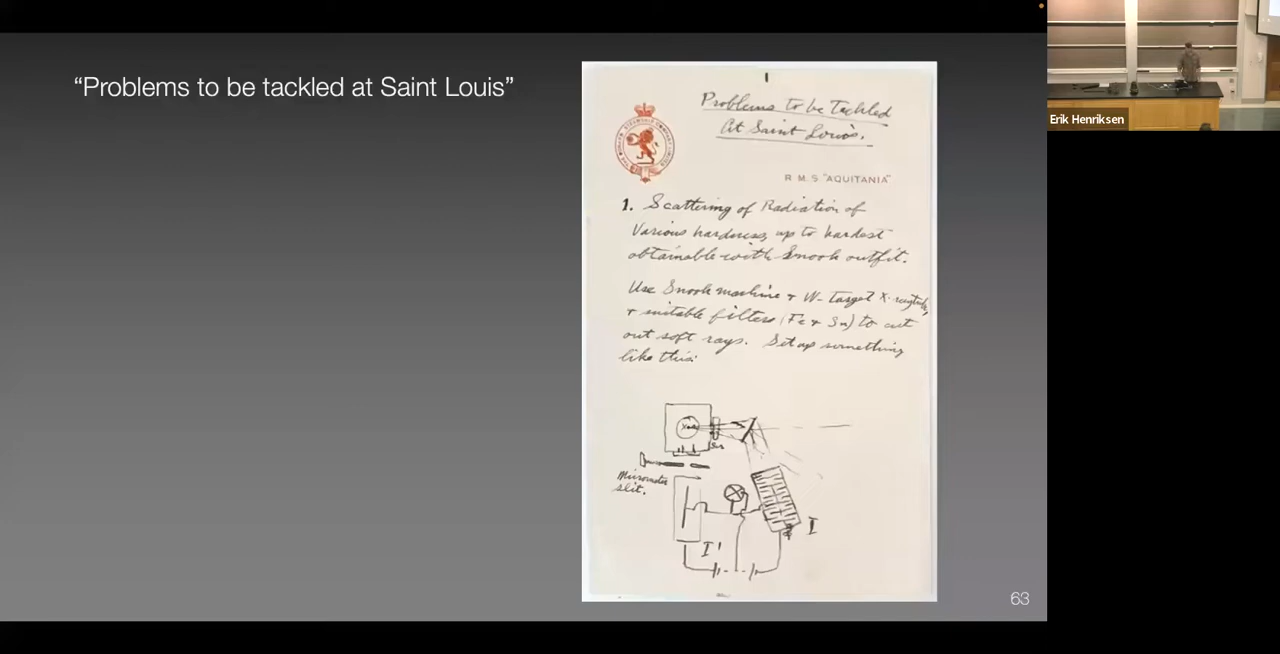 “Problems to be tackled at Saint Louis”
Problems to be Tackled
At Saint Louis.
R.M.S "AQUITANIA"
1. Scattering of Radiation of
Various hardness, up to hardest
obtainable with Snook outfit.
Use Snook machine & W- target X-ray tube,
& suitable filters (Fe & Sn) to cut
out soft rays. Set up something
like this:
Micrometer
slit.
I
I'
63
Erik Henriksen